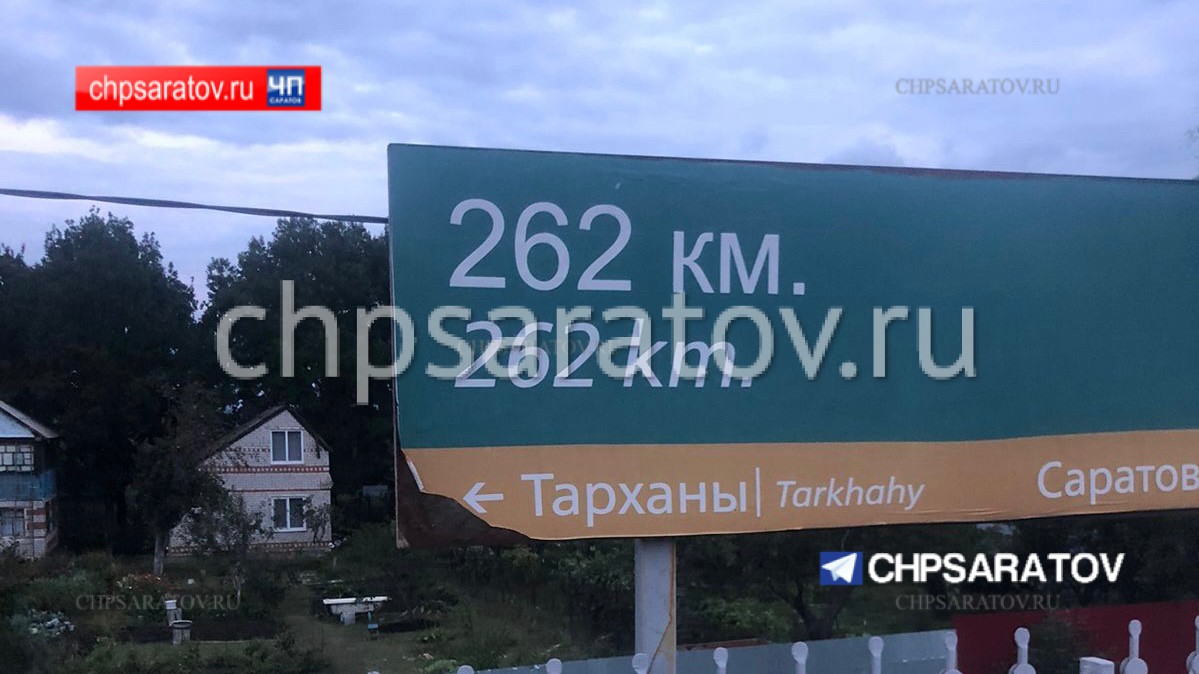 chpsaratov.ru ЧП САРАТОВ
CHPSARATOV.RU
262 км.
chpsaratov.ru
262 km.
← Тарханы| Tarkhahy Саратов
CHPSARATOV
CHPSARATOV.RU CHPSARATOV.RU